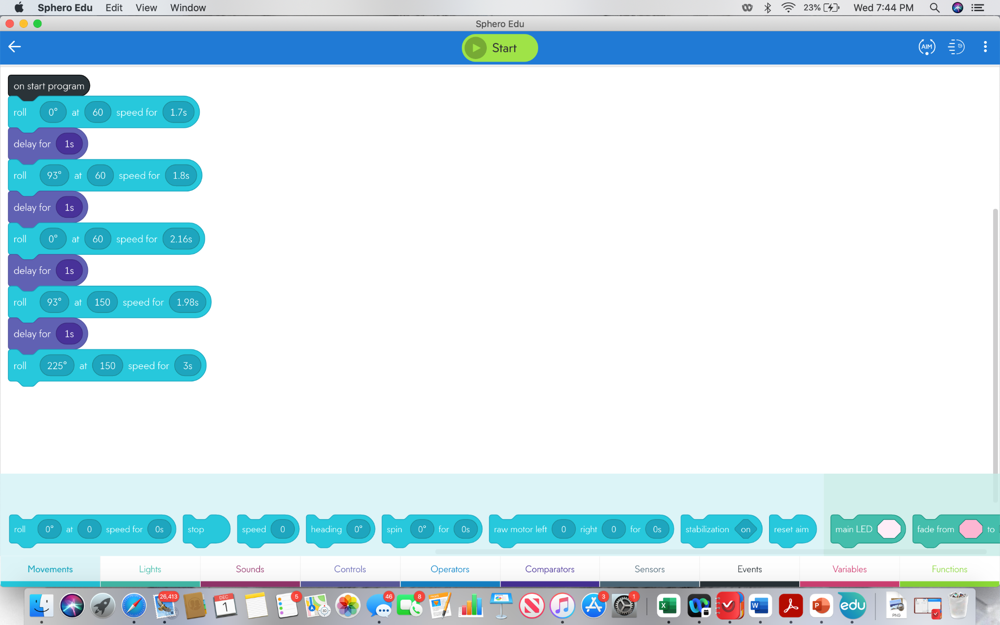 Sphero Edu Edit View Window 23% Wed 7:44 PM
Sphero Edu
Start AIM
on start program
roll 0° at 60 speed for 1.7s
delay for 1s
roll 93° at 60 speed for 1.8s
delay for 1s
roll 0° at 60 speed for 2.16s
delay for 1s
roll 93° at 150 speed for 1.98s
delay for 1s
roll 225° at 150 speed for 3s
roll 0° at 0 speed for 0s stop speed 0 heading 0° spin 0° for 0s raw motor left 0 right 0 for 0s stabilization on reset aim main LED fade from to
Movements Lights Sounds Controls Operators Comparators Sensors Events Variables Functions
26,413 DEC 1 5 3D 46 8 PAGES 3 1 X W P edu PNG